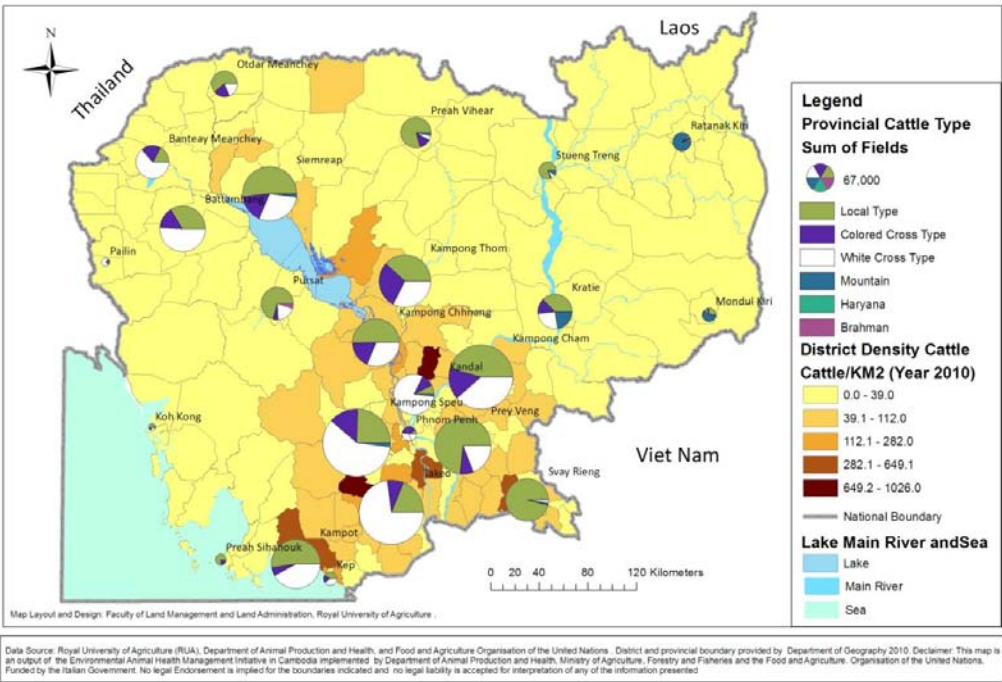 Laos
N
Thailand
Otdar Meanchey
Preah Vihear
Ratanak Kiri
Banteay Meanchey
Siemreap
Stueng Treng
Battambang
Pailin
Kampong Thom
Pursat
Kratie
Mondul Kiri
Kampong Chhnang
Kampong Cham
Kandal
Kampong Speu
Prey Veng
Phnom Penh
Koh Kong
Viet Nam
Takeo
Svay Rieng
Kampot
Preah Sihahouk
Kep
0 20 40 80 120 Kilometers
Map Layout and Design: Faculty of Land Management and Land Administration, Royal University of Agriculture .
Legend
Provincial Cattle Type
Sum of Fields
67,000
Local Type
Colored Cross Type
White Cross Type
Mountain
Haryana
Brahman
District Density Cattle
Cattle/KM2 (Year 2010)
0.0 - 39.0
39.1 - 112.0
112.1 - 282.0
282.1 - 649.1
649.2 - 1026.0
National Boundary
Lake Main River andSea
Lake
Main River
Sea
Data Source: Royal University of Agriculture (RUA), Department of Animal Production and Health, and Food and Agriculture Organisation of the United Nations . District and provincial boundary provided by Department of Geography 2010. Declaimer: This map is
an output of the Environmental Animal Health Management Initiative in Cambodia implemented by Department of Animal Production and Health, Ministry of Agriculture, Forestry and Fisheries and the Food and Agriculture. Organisation of the United Nations.
Funded by the Italian Government. No legal Endorsement is implied for the boundaries indicated and no legal liability is accepted for interpretation of any of the information presented